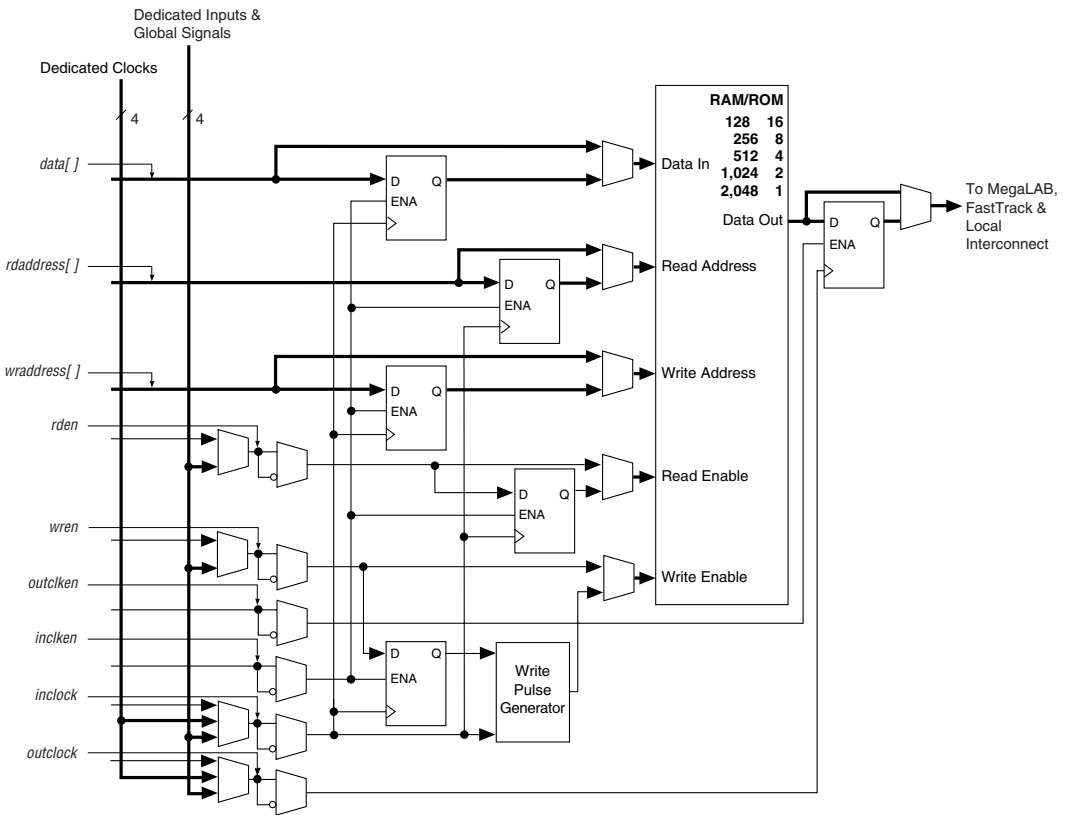 Dedicated Inputs &
Global Signals
Dedicated Clocks
4
4
RAM/ROM
128 16
256 8
512 4
1,024 2
2,048 1
data[ ]
D Q
ENA
Data In
To MegaLAB,
FastTrack &
Local
Interconnect
Data Out
D Q
ENA
rdaddress[ ]
D Q
ENA
Read Address
wraddress[ ]
D Q
ENA
Write Address
rden
D Q
ENA
Read Enable
wren
Write Enable
outclken
inclken
D Q
ENA
Write
Pulse
Generator
inclock
outclock